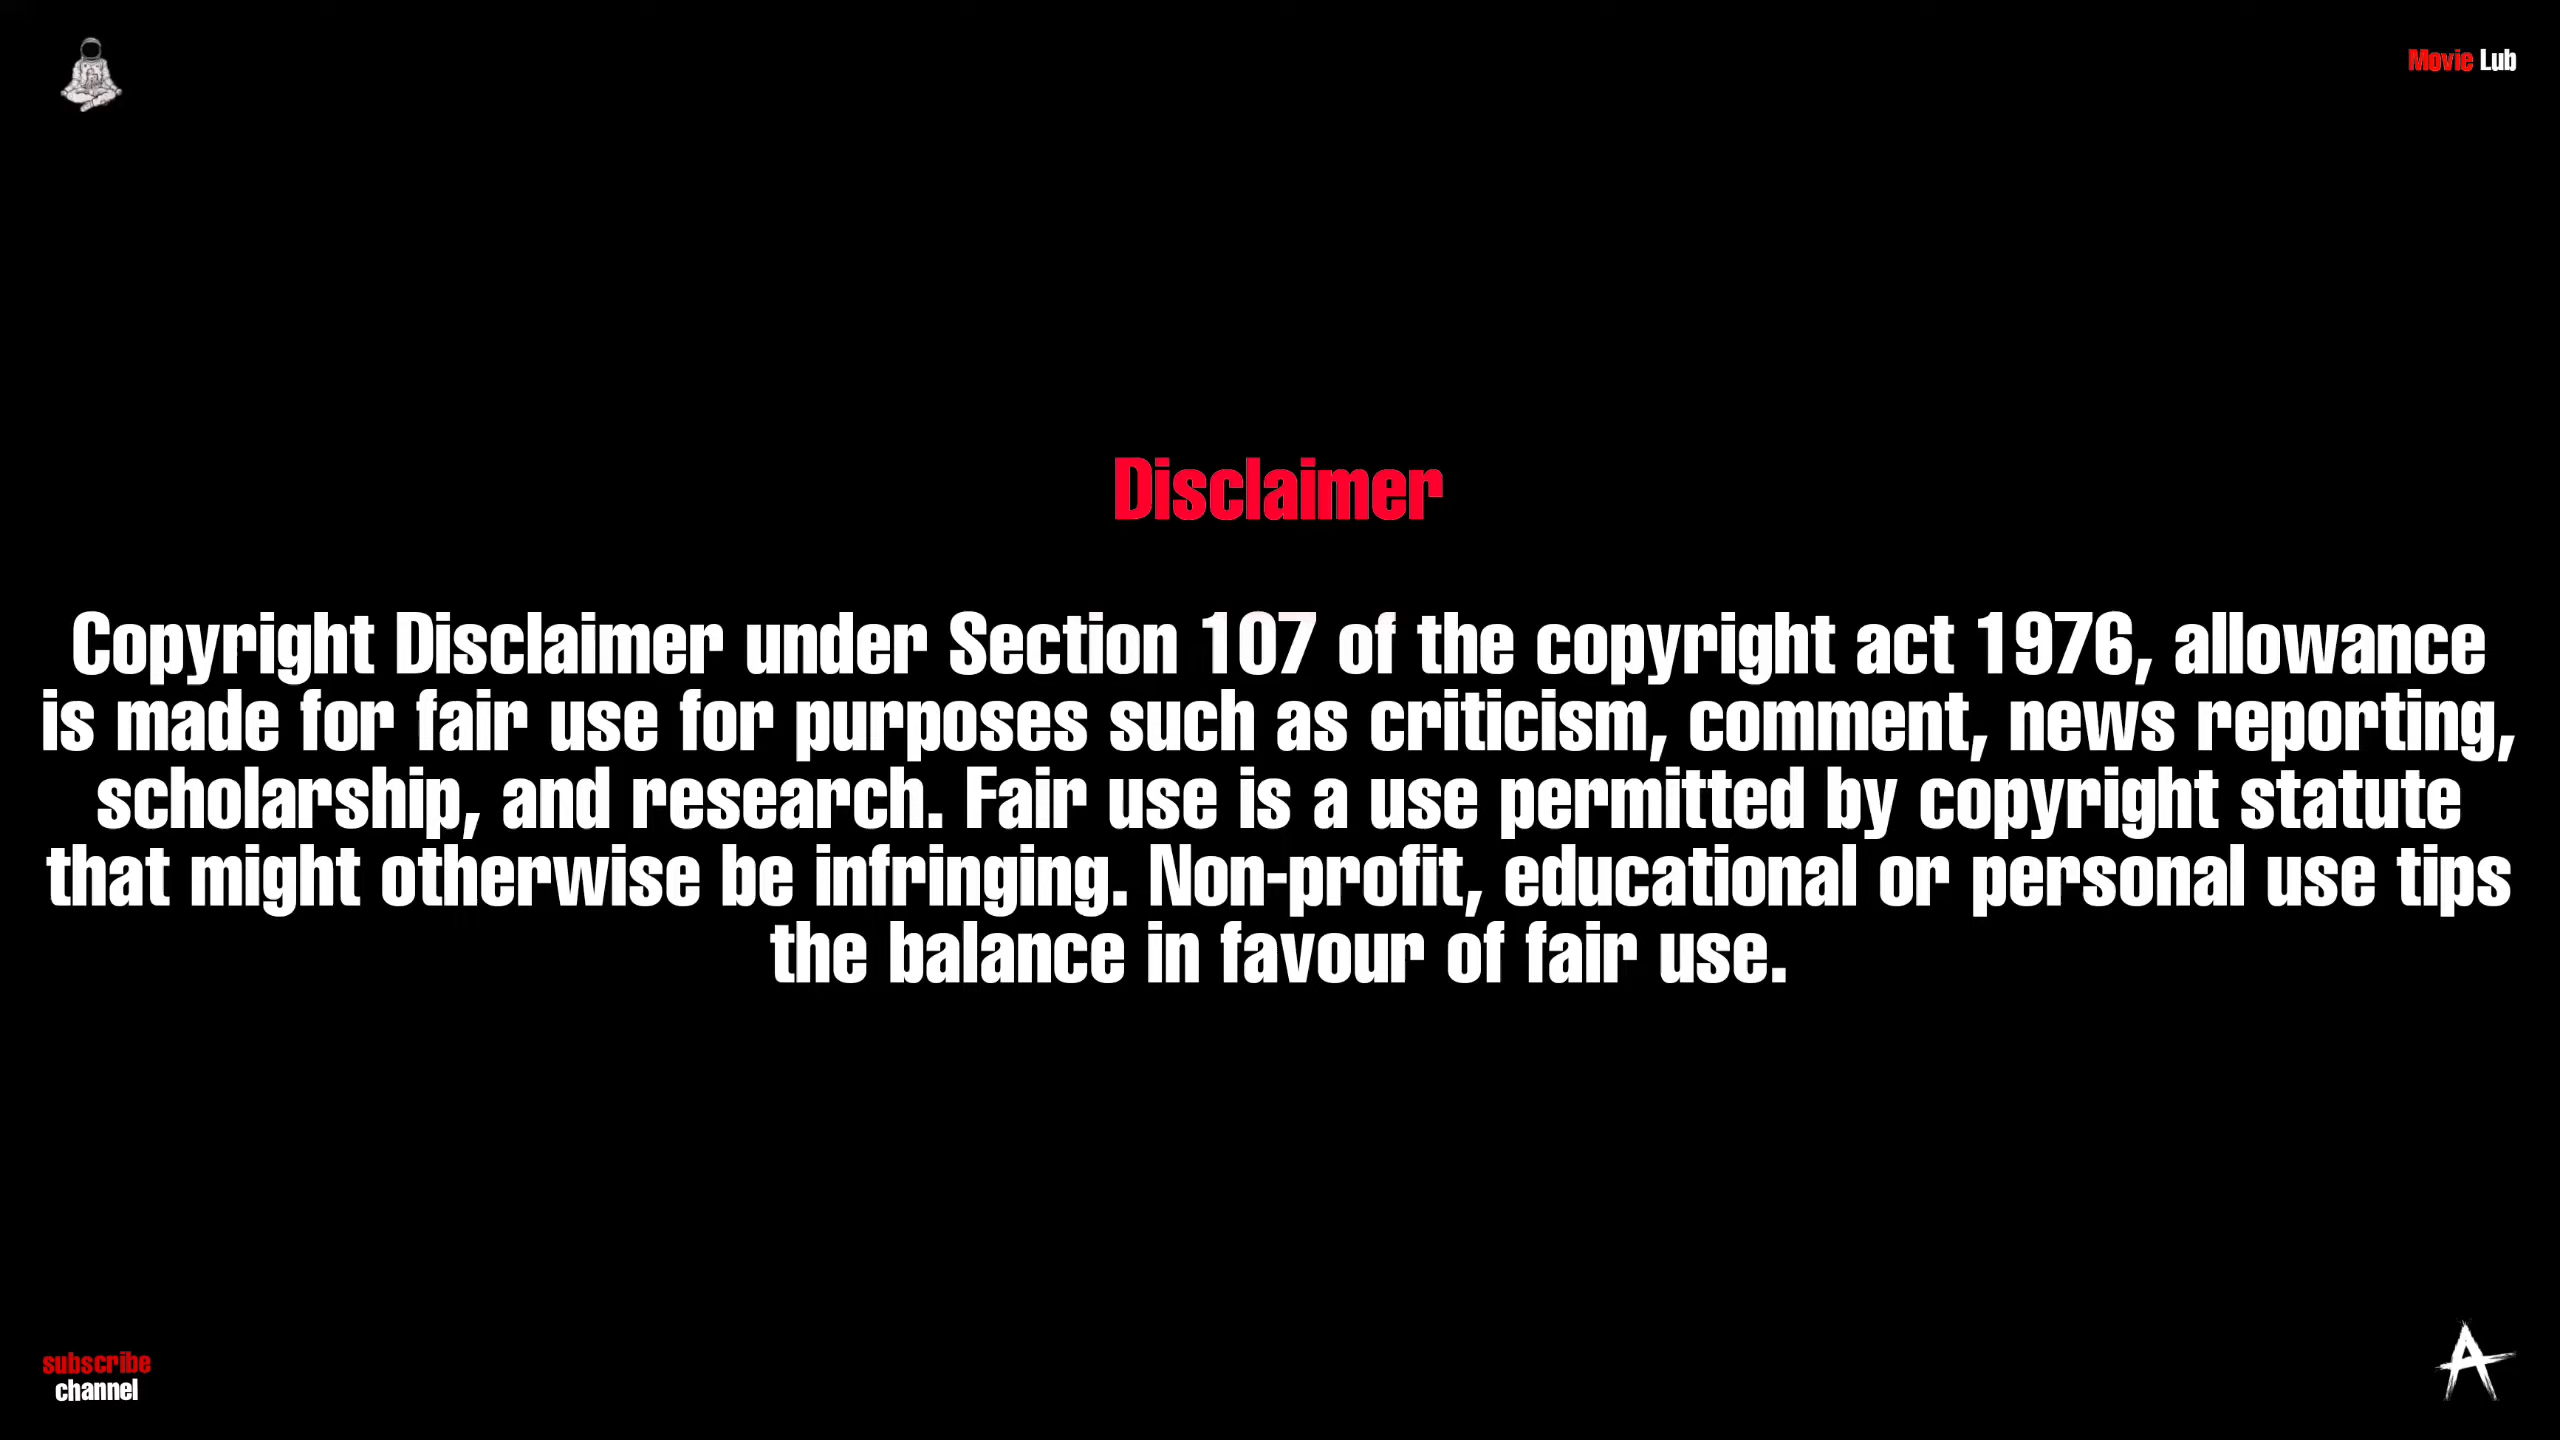 Movie Lub
Disclaimer
Copyright Disclaimer under Section 107 of the copyright act 1976, allowance
is made for fair use for purposes such as criticism, comment, news reporting,
scholarship, and research. Fair use is a use permitted by copyright statute
that might otherwise be infringing. Non-profit, educational or personal use tips
the balance in favour of fair use.
subscribe
channel
A